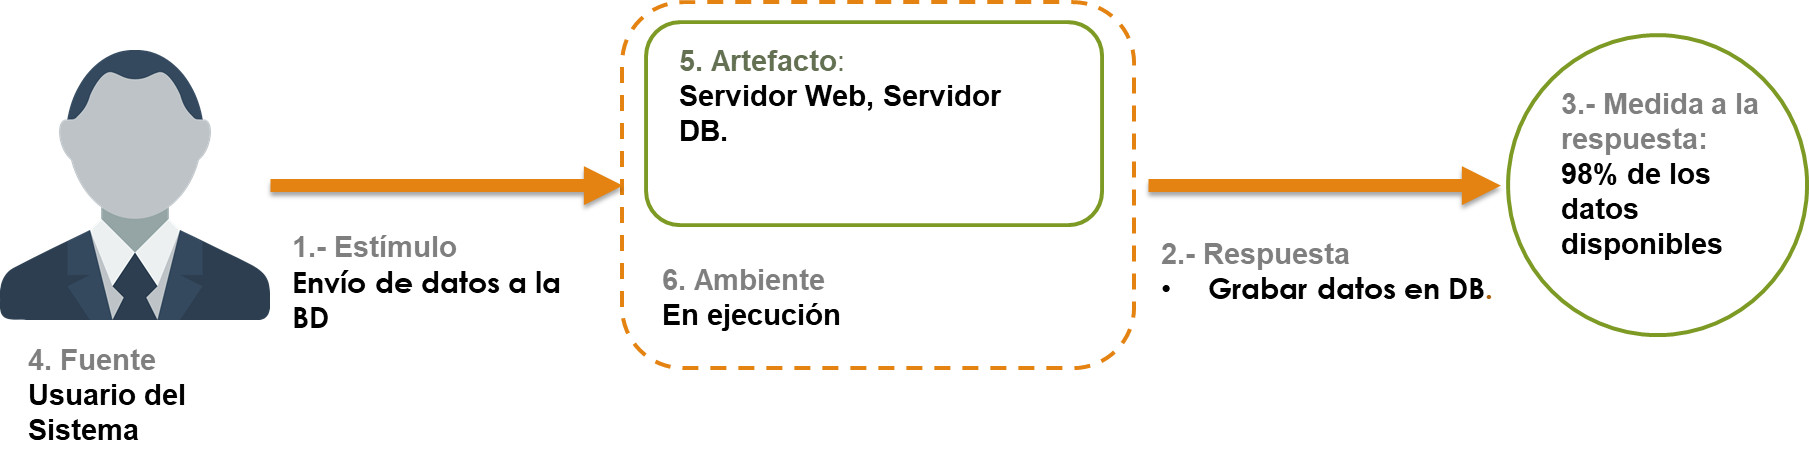 4. Fuente
Usuario del
Sistema
1.- Estímulo
Envío de datos a la
BD
5. Artefacto:
Servidor Web, Servidor
DB.
6. Ambiente
En ejecución
2.- Respuesta
• Grabar datos en DB.
3.- Medida a la
respuesta:
98% de los
datos
disponibles